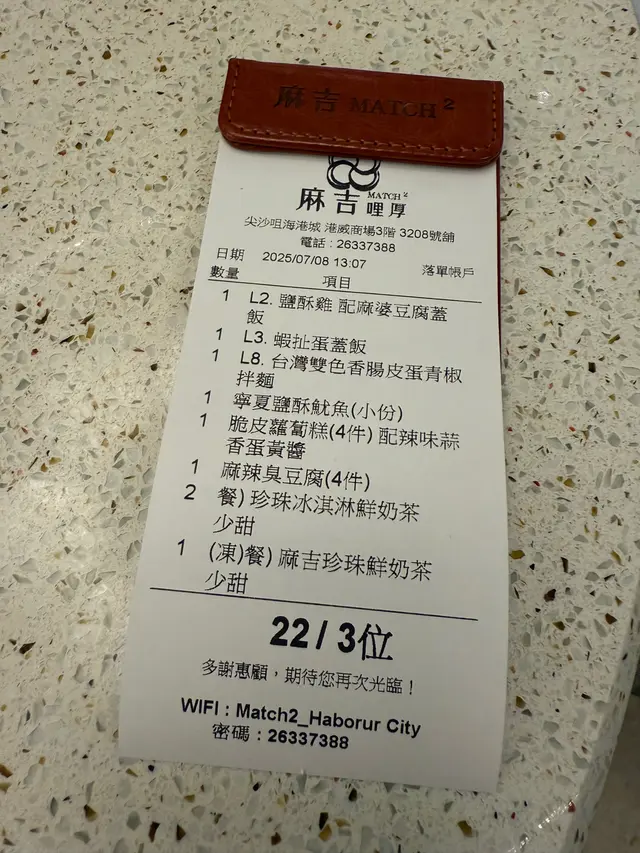 麻吉 MATCH²
MATCH²
麻吉哩厚
尖沙咀海港城 港威商場3階 3208號舖
電話：26337388
日期 2025/07/08 13:07 落單帳戶
數量 項目
1 L2. 鹽酥雞 配麻婆豆腐蓋
飯
1 L3. 蝦扯蛋蓋飯
1 L8. 台灣雙色香腸皮蛋青椒
拌麵
1 寧夏鹽酥魷魚(小份)
1 脆皮蘿蔔糕(4件) 配辣味蒜
香蛋黃醬
1 麻辣臭豆腐(4件)
2 餐) 珍珠冰淇淋鮮奶茶
少甜
1 (凍)餐) 麻吉珍珠鮮奶茶
少甜
22 / 3位
多謝惠顧，期待您再次光臨！
WIFI : Match2_Haborur City
密碼：26337388